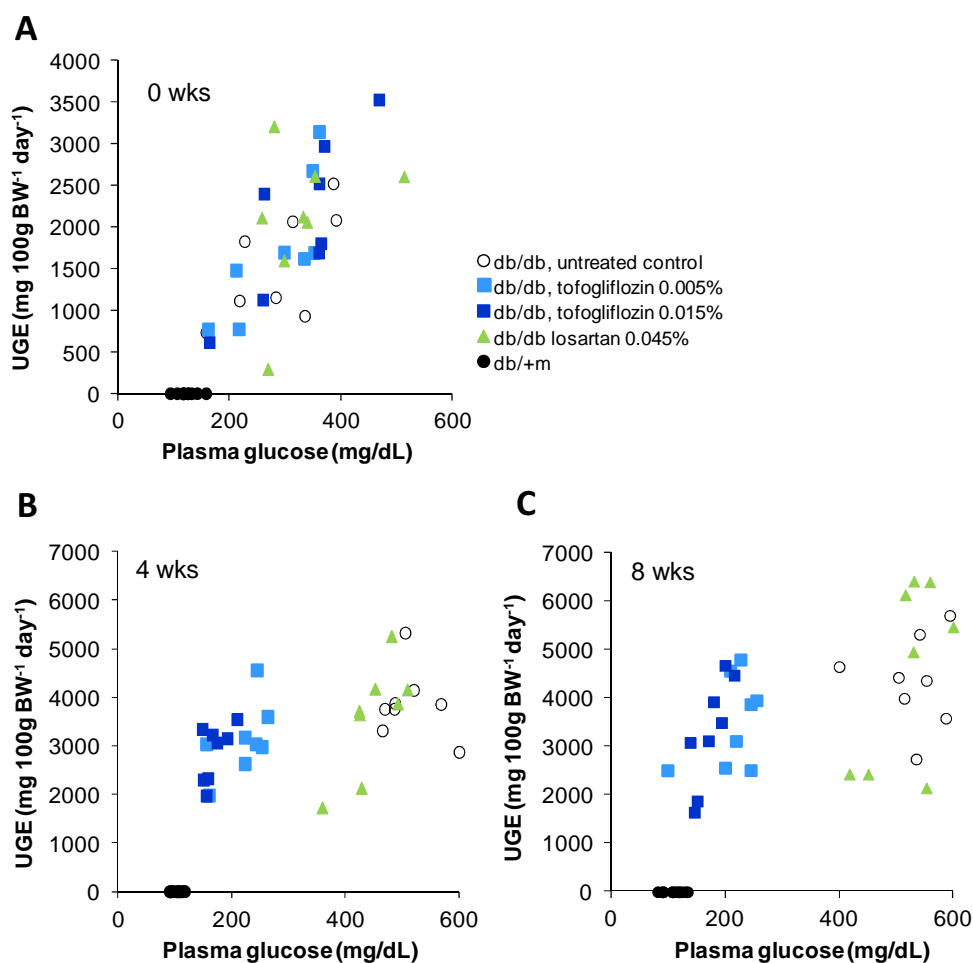 A
0 wks
UGE (mg 100g BW⁻¹ day⁻¹)
4000
3500
3000
2500
2000
1500
1000
500
0
0 200 400 600
Plasma glucose (mg/dL)
db/db, untreated control
db/db, tofogliflozin 0.005%
db/db, tofogliflozin 0.015%
db/db losartan 0.045%
db/+m
B
4 wks
UGE (mg 100g BW⁻¹ day⁻¹)
7000
6000
5000
4000
3000
2000
1000
0
0 200 400 600
Plasma glucose (mg/dL)
C
8 wks
UGE (mg 100g BW⁻¹ day⁻¹)
7000
6000
5000
4000
3000
2000
1000
0
0 200 400 600
Plasma glucose (mg/dL)